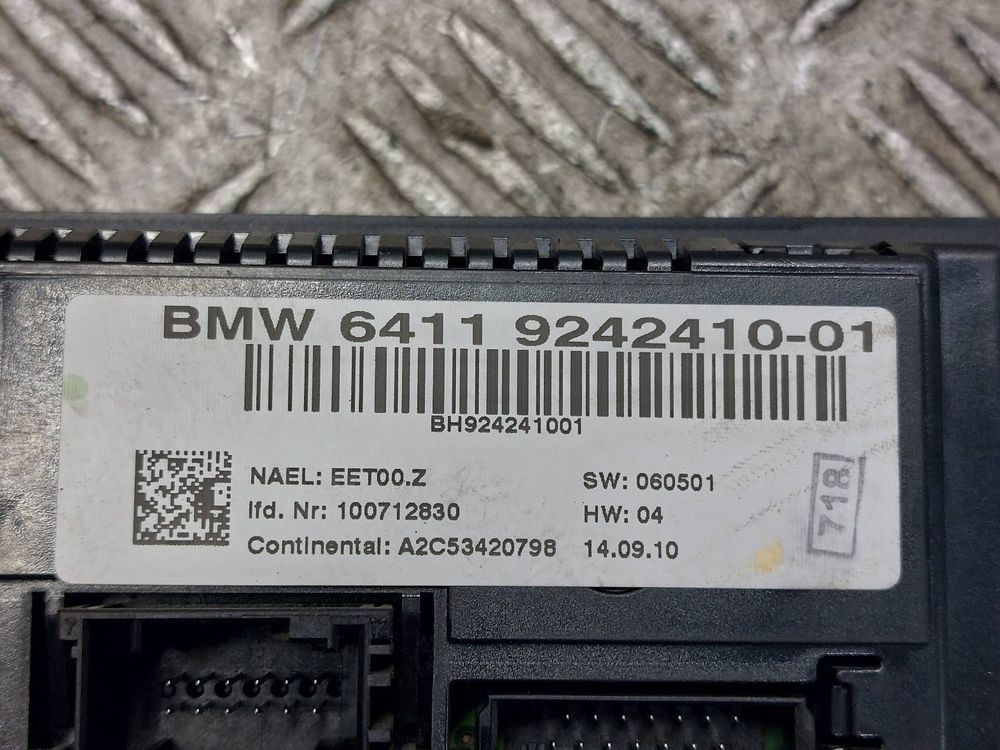 BMW 6411 9242410-01
BH924241001
NAEL: EET00.Z SW: 060501
lfd. Nr: 100712830 HW: 04
Continental: A2C53420798 14.09.10
718